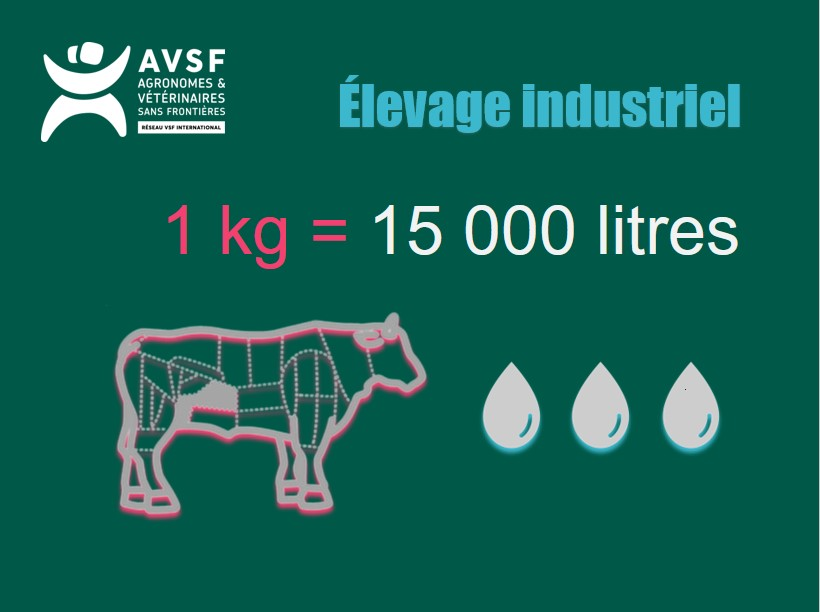 AVSF
AGRONOMES &
VÉTÉRINAIRES
SANS FRONTIÈRES
RÉSEAU VSF INTERNATIONAL
Élevage industriel
1 kg = 15 000 litres